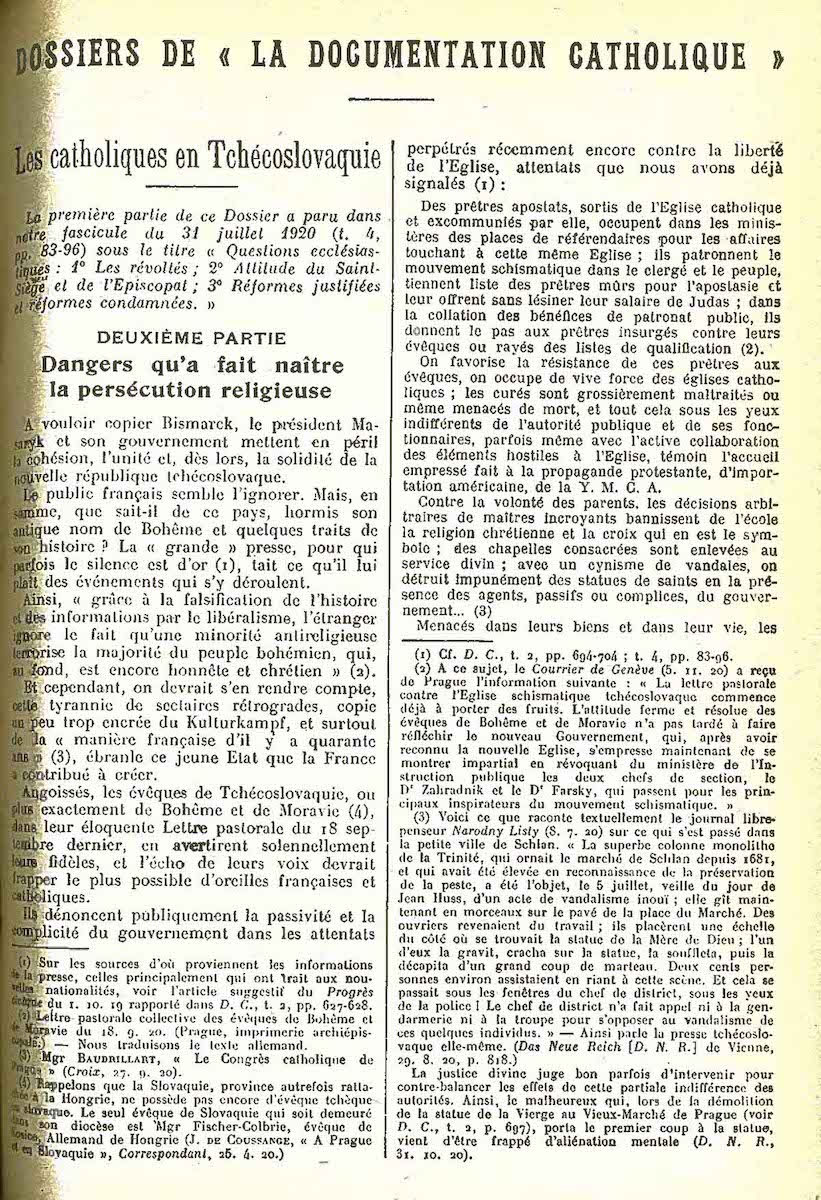 DOSSIERS DE « LA DOCUMENTATION CATHOLIQUE »
Les catholiques en Tchécoslovaquie
La première partie de ce Dossier a paru dans
notre fascicule du 31 juillet 1920 (t. 4,
pp. 83-96) sous le titre « Questions ecclésias-
tiques : 1° Les révoltés ; 2° Attitude du Saint-
Siège et de l'Episcopat ; 3° Réformes justifiées
et réformes condamnées. »
DEUXIÈME PARTIE
Dangers qu'a fait naître
la persécution religieuse
A vouloir copier Bismarck, le président Ma-
saryk et son gouvernement mettent en péril
la cohésion, l'unité et, dès lors, la solidité de la
nouvelle république tchécoslovaque.
Le public français semble l'ignorer. Mais, en
somme, que sait-il de ce pays, hormis son
antique nom de Bohême et quelques traits de
son histoire ? La « grande » presse, pour qui
parfois le silence est d'or (1), tait ce qu'il lui
plaît des événements qui s'y déroulent.
Ainsi, « grâce à la falsification de l'histoire
et des informations par le libéralisme, l'étranger
ignore le fait qu'une minorité antireligieuse
terrorise la majorité du peuple bohémien, qui,
au fond, est encore honnête et chrétien » (2).
Et cependant, on devrait s'en rendre compte,
cette tyrannie de sectaires rétrogrades, copie
un peu trop encrée du Kulturkampf, et surtout
de la « manière française d'il y a quarante
ans » (3), ébranle ce jeune Etat que la France
a contribué à créer.
Angoissés, les évêques de Tchécoslovaquie, ou
plus exactement de Bohême et de Moravie (4),
dans leur éloquente Lettre pastorale du 18 sep-
tembre dernier, en avertirent solennellement
leurs fidèles, et l'écho de leurs voix devrait
frapper le plus possible d'oreilles françaises et
catholiques.
Ils dénoncent publiquement la passivité et la
complicité du gouvernement dans les attentats
(1) Sur les sources d'où proviennent les informations
de la presse, celles principalement qui ont trait aux nou-
velles nationalités, voir l'article suggestif du Progrès
civique du 1. 10. 19 rapporté dans D. C., t. 2, pp. 627-628.
(2) Lettre pastorale collective des évêques de Bohême et
de Moravie du 18. 9. 20. (Prague, imprimerie archiépis-
copale.) — Nous traduisons le texte allemand.
(3) Mgr BAUDRILLART, « Le Congrès catholique de
Prague » (Croix, 27. 9. 20).
(4) Rappelons que la Slovaquie, province autrefois ratta-
chée à la Hongrie, ne possède pas encore d'évêque tchèque
ou slovaque. Le seul évêque de Slovaquie qui soit demeuré
dans son diocèse est Mgr Fischer-Colbrie, évêque de
Allemand de Hongrie (J. DE COUSSANGE, « A Prague
et en Slovaquie », Correspondant, 25. 4. 20.)
perpétrés récemment encore contre la liberté
de l'Eglise, attentats que nous avons déjà
signalés (1) :
Des prêtres apostats, sortis de l'Eglise catholique
et excommuniés par elle, occupent dans les minis-
tères des places de référendaires pour les affaires
touchant à cette même Eglise ; ils patronnent le
mouvement schismatique dans le clergé et le peuple,
tiennent liste des prêtres mûrs pour l'apostasie et
leur offrent sans lésiner leur salaire de Judas ; dans
la collation des bénéfices de patronat public, ils
donnent le pas aux prêtres insurgés contre leurs
évêques ou rayés des listes de qualification (2).
On favorise la résistance de ces prêtres aux
évêques, on occupe de vive force des églises catho-
liques ; les curés sont grossièrement maltraités ou
même menacés de mort, et tout cela sous les yeux
indifférents de l'autorité publique et de ses fonc-
tionnaires, parfois même avec l'active collaboration
des éléments hostiles à l'Eglise, témoin l'accueil
empressé fait à la propagande protestante, d'impor-
tation américaine, de la Y. M. C. A.
Contre la volonté des parents. les décisions arbi-
traires de maîtres incroyants bannissent de l'école
la religion chrétienne et la croix qui en est le sym-
bole ; des chapelles consacrées sont enlevées au
service divin ; avec un cynisme de vandales, on
détruit impunément des statues de saints en la pré-
sence des agents, passifs ou complices, du gouver-
nement... (3)
Menacés dans leurs biens et dans leur vie, les
(1) Cf. D. C., t. 2, pp. 694-704 ; t. 4, pp. 83-96.
(2) A ce sujet, le Courrier de Genève (5. 11. 20) a reçu
de Prague l'information suivante : « La lettre pastorale
contre l'Eglise schismatique tchécoslovaque commence
déjà à porter des fruits. L'attitude ferme et résolue des
évêques de Bohême et de Moravie n'a pas tardé à faire
réfléchir le nouveau Gouvernement, qui, après avoir
reconnu la nouvelle Eglise, s'empresse maintenant de se
montrer impartial en révoquant du ministère de l'In-
struction publique les deux chefs de section, le
Dr Zahradnik et le Dr Farsky, qui passent pour les prin-
cipaux inspirateurs du mouvement schismatique. »
(3) Voici ce que raconte textuellement le journal libre-
penseur Narodny Listy (8. 7. 20) sur ce qui s'est passé dans
la petite ville de Schlan. « La superbe colonne monolithe
de la Trinité, qui ornait le marché de Schlan depuis 1681,
et qui avait été élevée en reconnaissance de la préservation
de la peste, a été l'objet, le 5 juillet, veille du jour de
Jean Huss, d'un acte de vandalisme inouï ; elle gît main-
tenant en morceaux sur le pavé de la place du Marché. Des
ouvriers revenaient du travail ; ils placèrent une échelle
du côté où se trouvait la statue de la Mère de Dieu ; l'un
d'eux la gravit, cracha sur la statue, la souffleta, puis la
décapita d'un grand coup de marteau. Deux cents per-
sonnes environ assistaient en riant à cette scène. Et cela se
passait sous les fenêtres du chef de district, sous les yeux
de la police ! Le chef de district n'a fait appel ni à la gen-
darmerie ni à la troupe pour s'opposer au vandalisme de
ces quelques individus. » — Ainsi parle la presse tchécoslo-
vaque elle-même. (Das Neue Reich [D. N. R.] de Vienne,
29. 8. 20, p. 818.)
La justice divine juge bon parfois d'intervenir pour
contre-balancer les effets de cette partiale indifférence des
autorités. Ainsi, le malheureux qui, lors de la démolition
de la statue de la Vierge au Vieux-Marché de Prague (voir
D. C., t. 2, p. 697), porta le premier coup à la statue,
vient d'être frappé d'aliénation mentale (D. N. R.,
31. 10. 20).